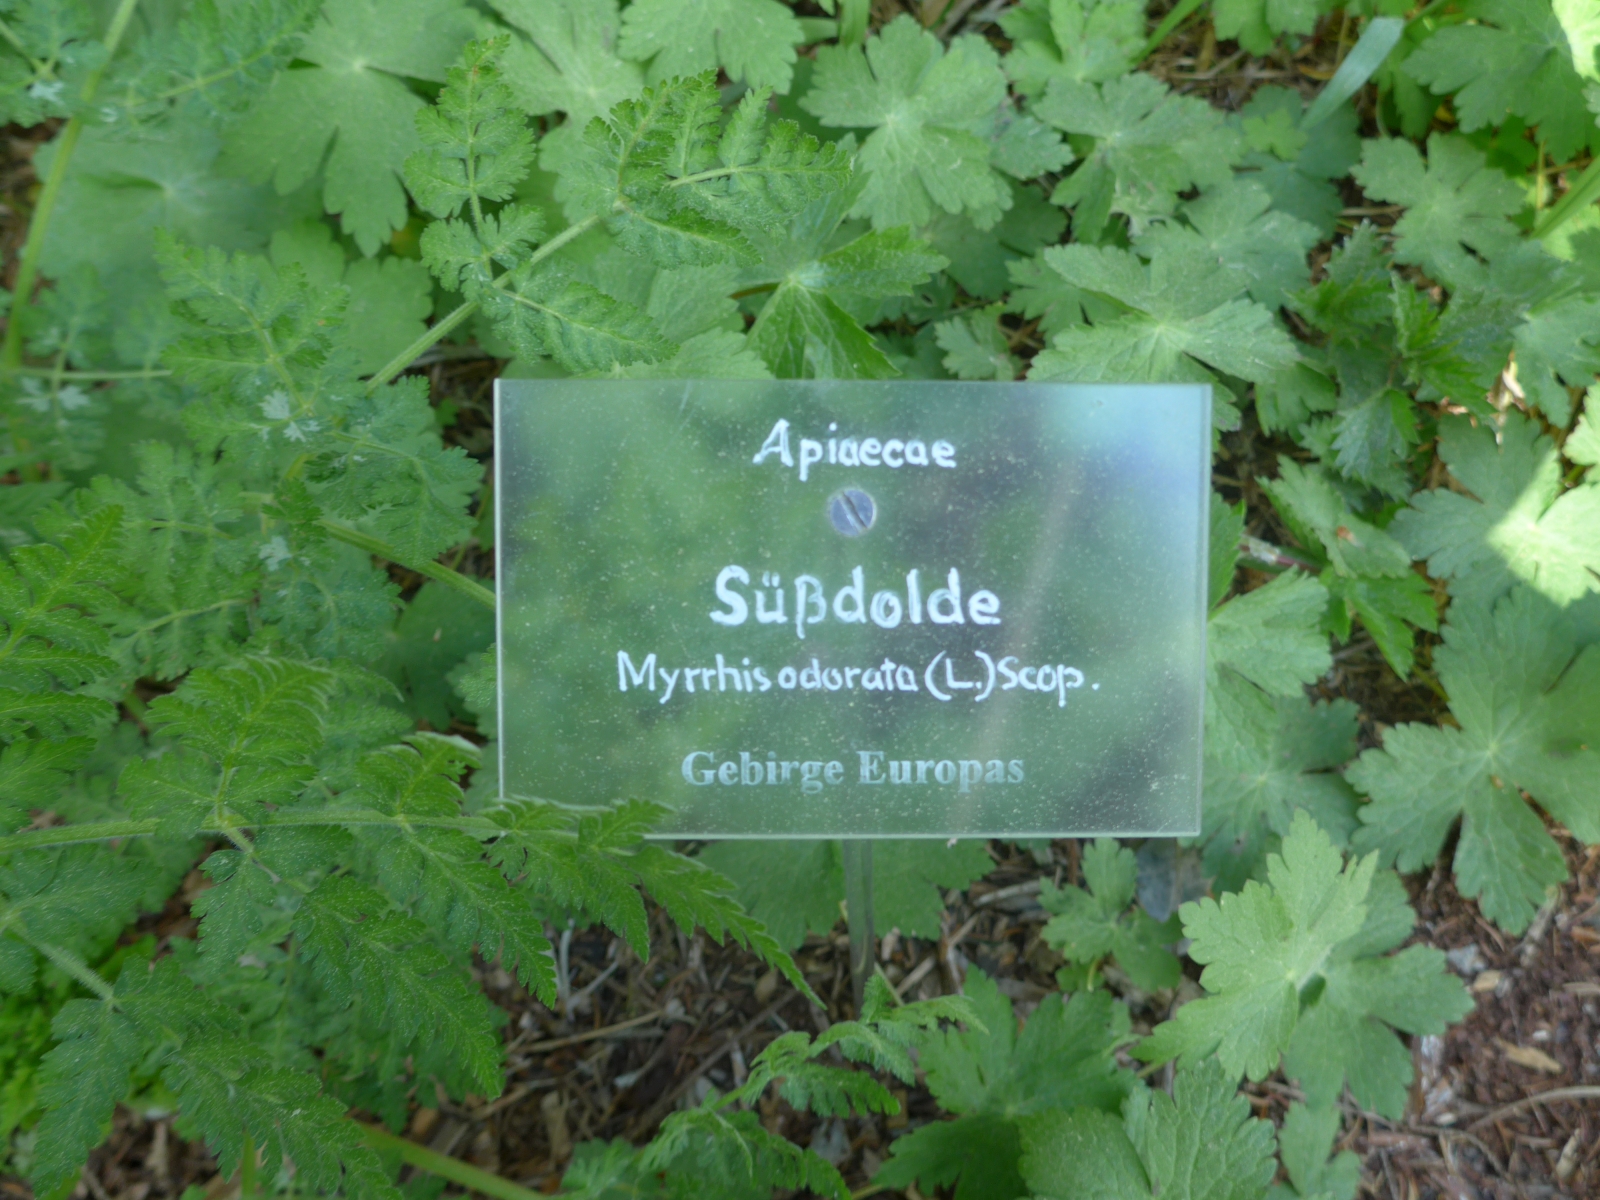 Apiaecae
Süßdolde
Myrrhis odorata (L.) Scop.
Gebirge Europas